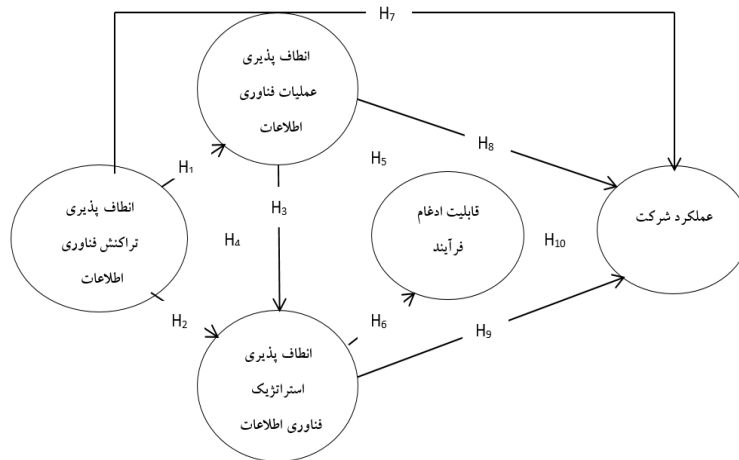 H₇
انطاف پذیری
عملیات فناوری
اطلاعات
H₁
H₅
H₈
انطاف پذیری
تراکنش فناوری
اطلاعات
H₃
H₄
قابلیت ادغام
فرآیند
H₁₀
عملکرد شرکت
H₂
H₆
H₉
انطاف پذیری
استراتژیک
فناوری اطلاعات